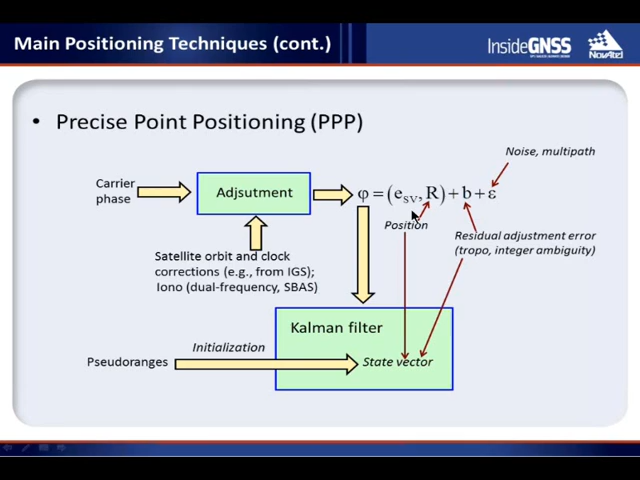 Main Positioning Techniques (cont.)
InsideGNSS
NovAtel
• Precise Point Positioning (PPP)
Noise, multipath
Carrier
phase
Adjsutment
φ = (e_SV, R) + b + ε
Position
Residual adjustment error
(tropo, integer ambiguity)
Satellite orbit and clock
corrections (e.g., from IGS);
Iono (dual-frequency, SBAS)
Kalman filter
Initialization
Pseudoranges
State vector